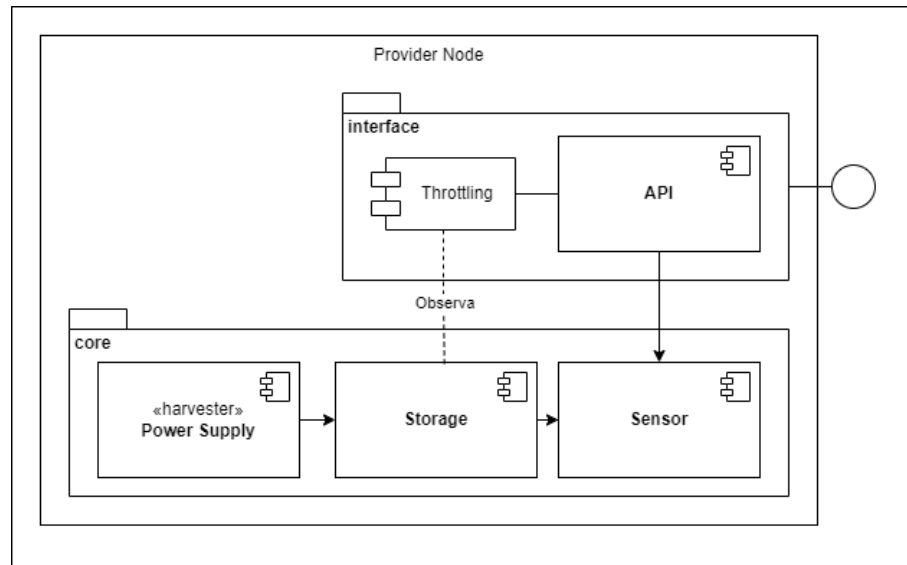 Provider Node
interface
Throttling
API
Observa
core
«harvester»
Power Supply
Storage
Sensor